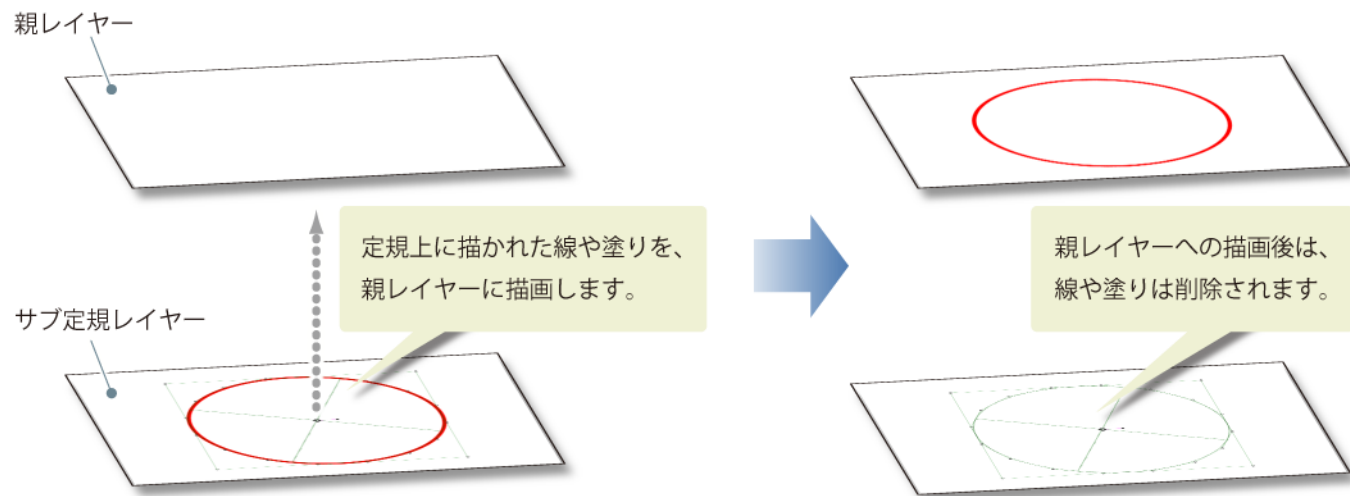 親レイヤー
定規上に描かれた線や塗りを、
親レイヤーに描画します。
親レイヤーへの描画後は、
線や塗りは削除されます。
サブ定規レイヤー